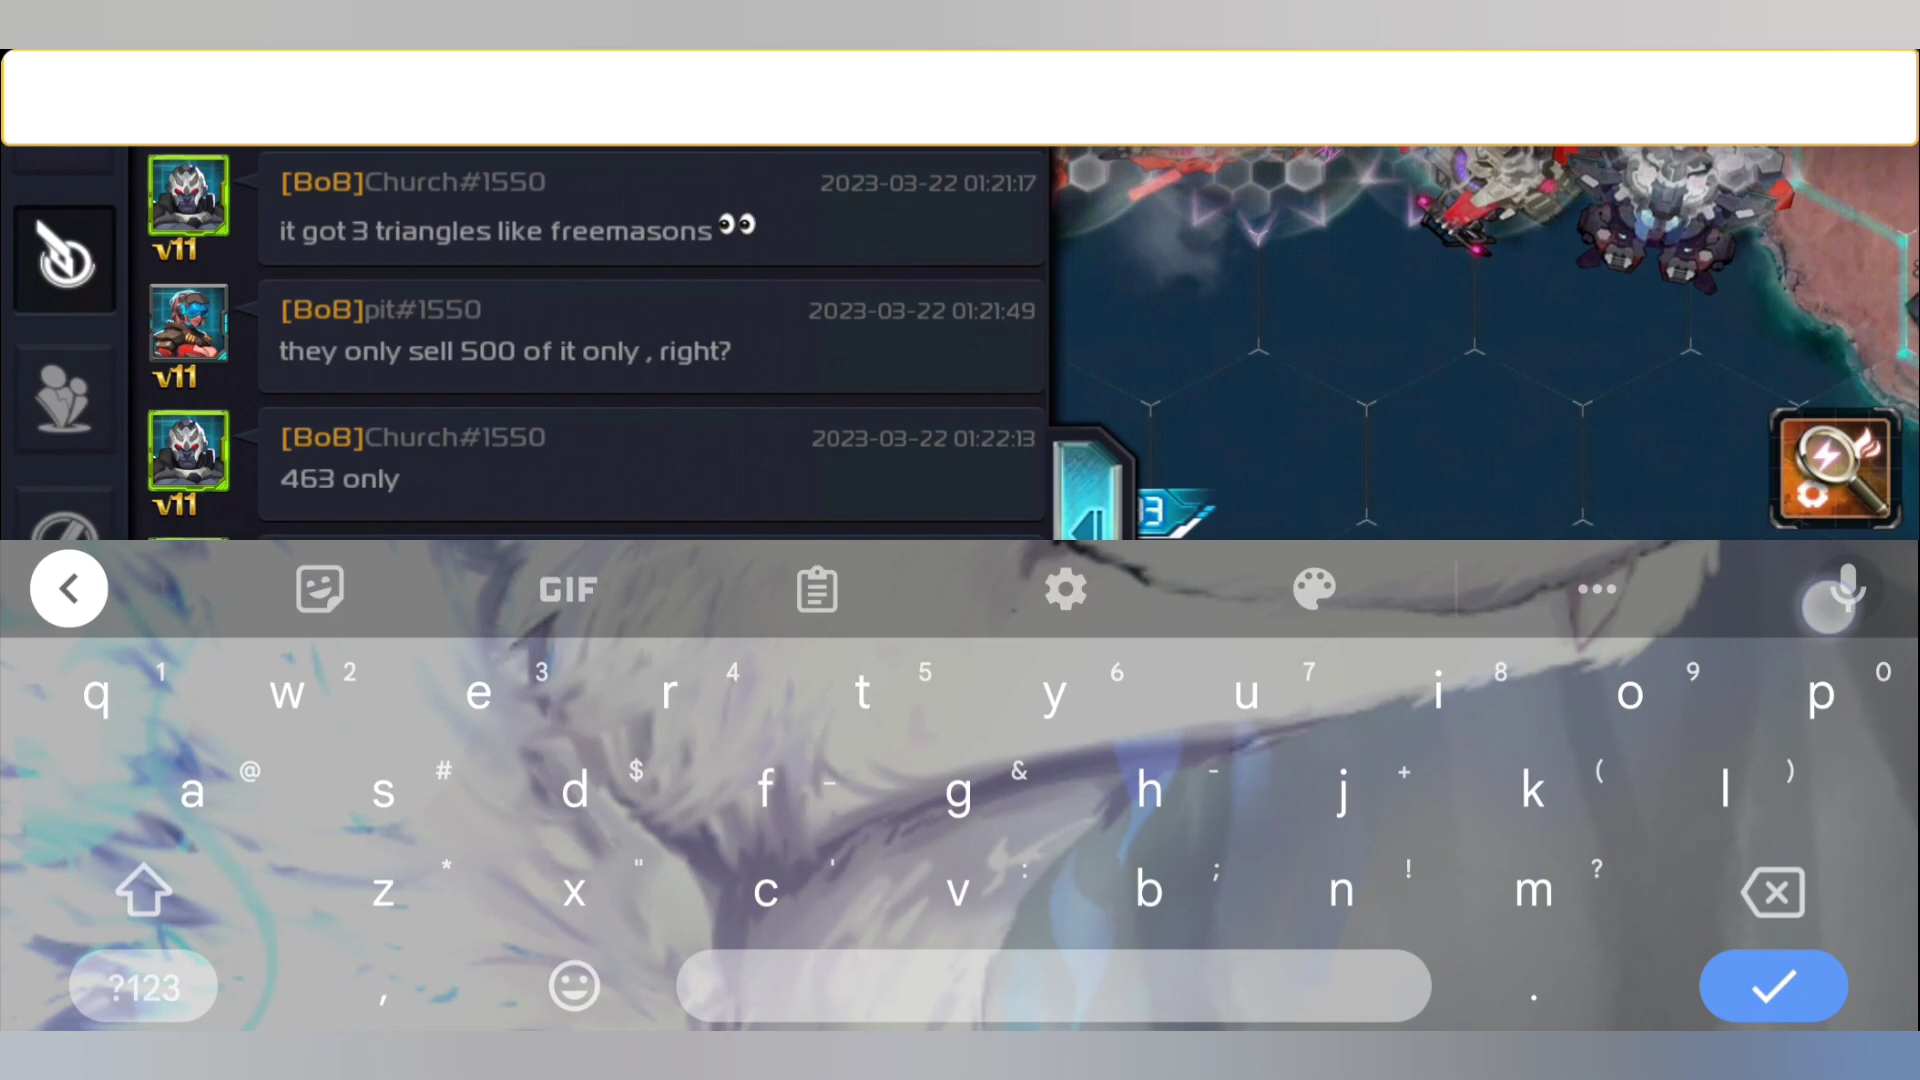 [BoB]Church#1550 2023-03-22 01:21:17
it got 3 triangles like freemasons👀
v11
[BoB]pit#1550 2023-03-22 01:21:49
they only sell 500 of it only , right?
v11
[BoB]Church#1550 2023-03-22 01:22:13
463 only
v11
3
GIF
q 1 w 2 e 3 r 4 t 5 y 6 u 7 i 8 o 9 p 0
a @ s # d $ f _ g & h - j + k ( l )
z * x " c ' v : b ; n ! m ?
?123 , .